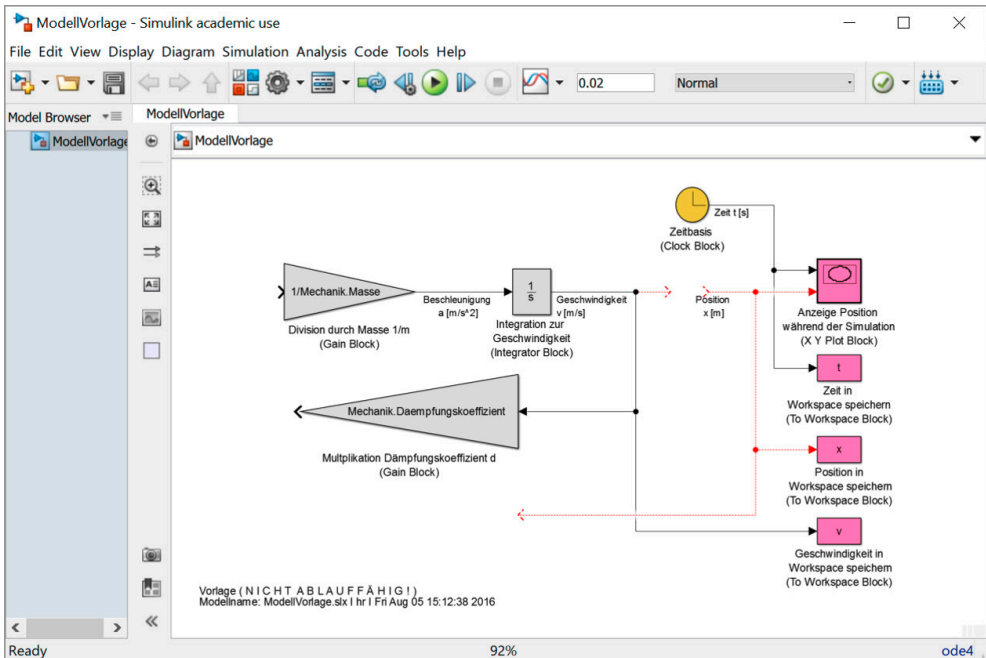 ModellVorlage - Simulink academic use
File Edit View Display Diagram Simulation Analysis Code Tools Help
0.02
Normal
Model Browser
ModellVorlage
ModellVorlage
ModellVorlage
Zeit t [s]
Zeitbasis
(Clock Block)
1/Mechanik.Masse
Beschleunigung
a [m/s^2]
1
s
Geschwindigkeit
v [m/s]
Position
x [m]
Division durch Masse 1/m
(Gain Block)
Integration zur
Geschwindigkeit
(Integrator Block)
Anzeige Position
während der Simulation
(X Y Plot Block)
t
Zeit in
Workspace speichern
(To Workspace Block)
Mechanik.Daempfungskoeffizient
Multplikation Dämpfungskoeffizient d
(Gain Block)
x
Position in
Workspace speichern
(To Workspace Block)
v
Geschwindigkeit in
Workspace speichern
(To Workspace Block)
Vorlage ( N I C H T A B L A U F F Ä H I G ! )
Modellname: ModellVorlage.slx I hr I Fri Aug 05 15:12:38 2016
Ready
92%
ode4